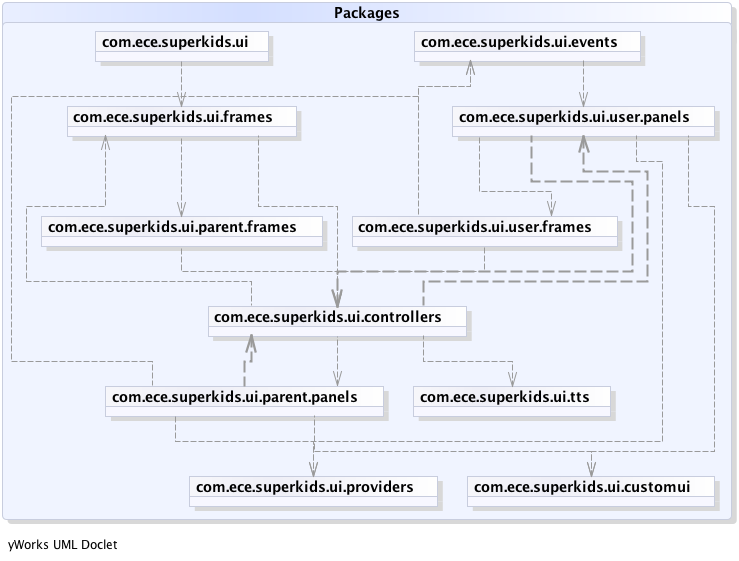 Packages
com.ece.superkids.ui
com.ece.superkids.ui.events
com.ece.superkids.ui.frames
com.ece.superkids.ui.user.panels
com.ece.superkids.ui.parent.frames
com.ece.superkids.ui.user.frames
com.ece.superkids.ui.controllers
com.ece.superkids.ui.parent.panels
com.ece.superkids.ui.tts
com.ece.superkids.ui.providers
com.ece.superkids.ui.customui
yWorks UML Doclet